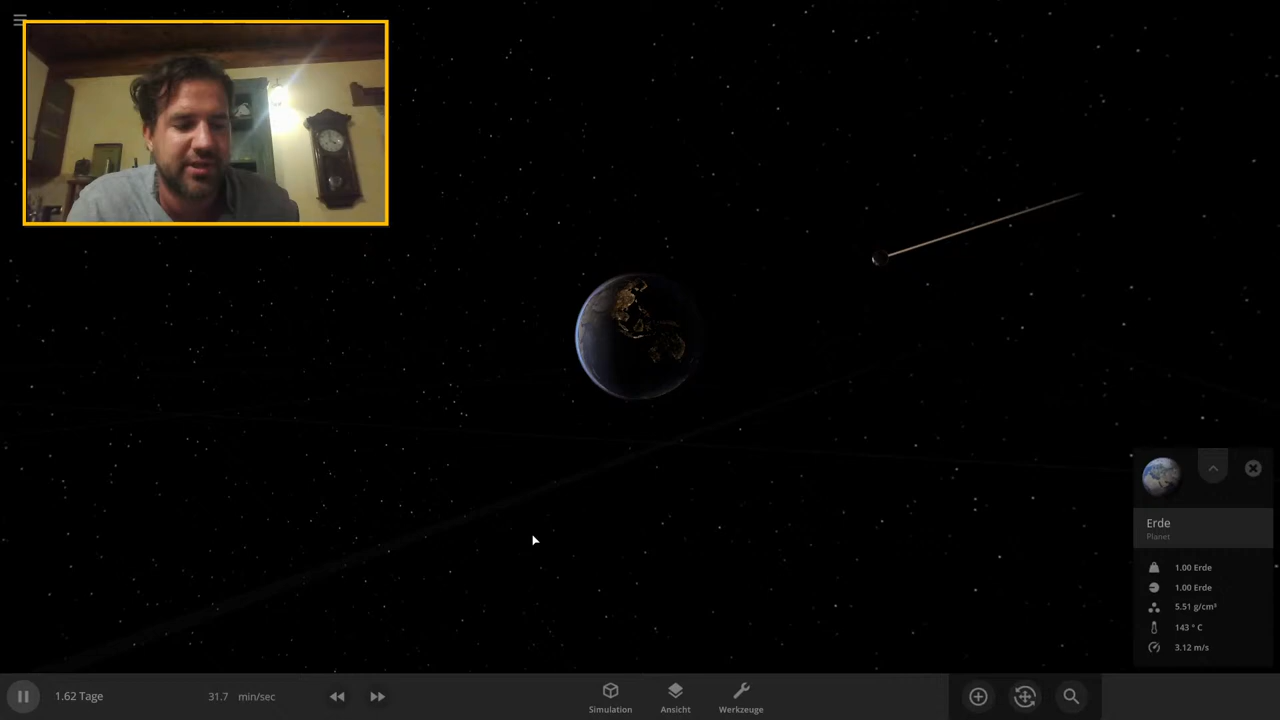 Erde
Planet
1.00 Erde
1.00 Erde
5.51 g/cm³
143 ° C
3.12 m/s
1.62 Tage
31.7 min/sec
Simulation
Ansicht
Werkzeuge